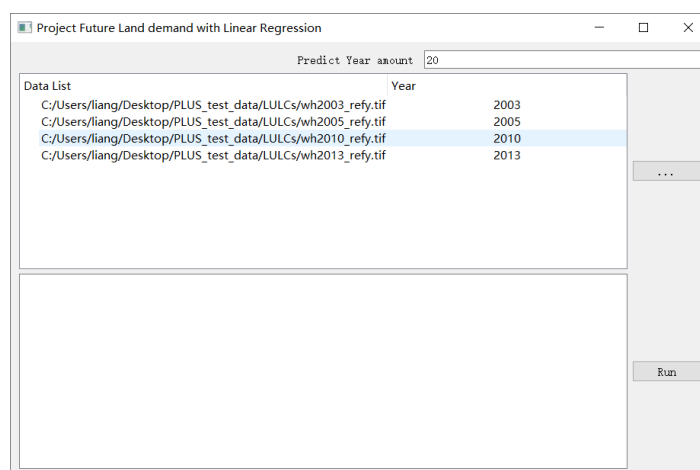 Project Future Land demand with Linear Regression
Predict Year amount 20
Data List Year
C:/Users/liang/Desktop/PLUS_test_data/LULCs/wh2003_refy.tif 2003
C:/Users/liang/Desktop/PLUS_test_data/LULCs/wh2005_refy.tif 2005
C:/Users/liang/Desktop/PLUS_test_data/LULCs/wh2010_refy.tif 2010
C:/Users/liang/Desktop/PLUS_test_data/LULCs/wh2013_refy.tif 2013
...
Run